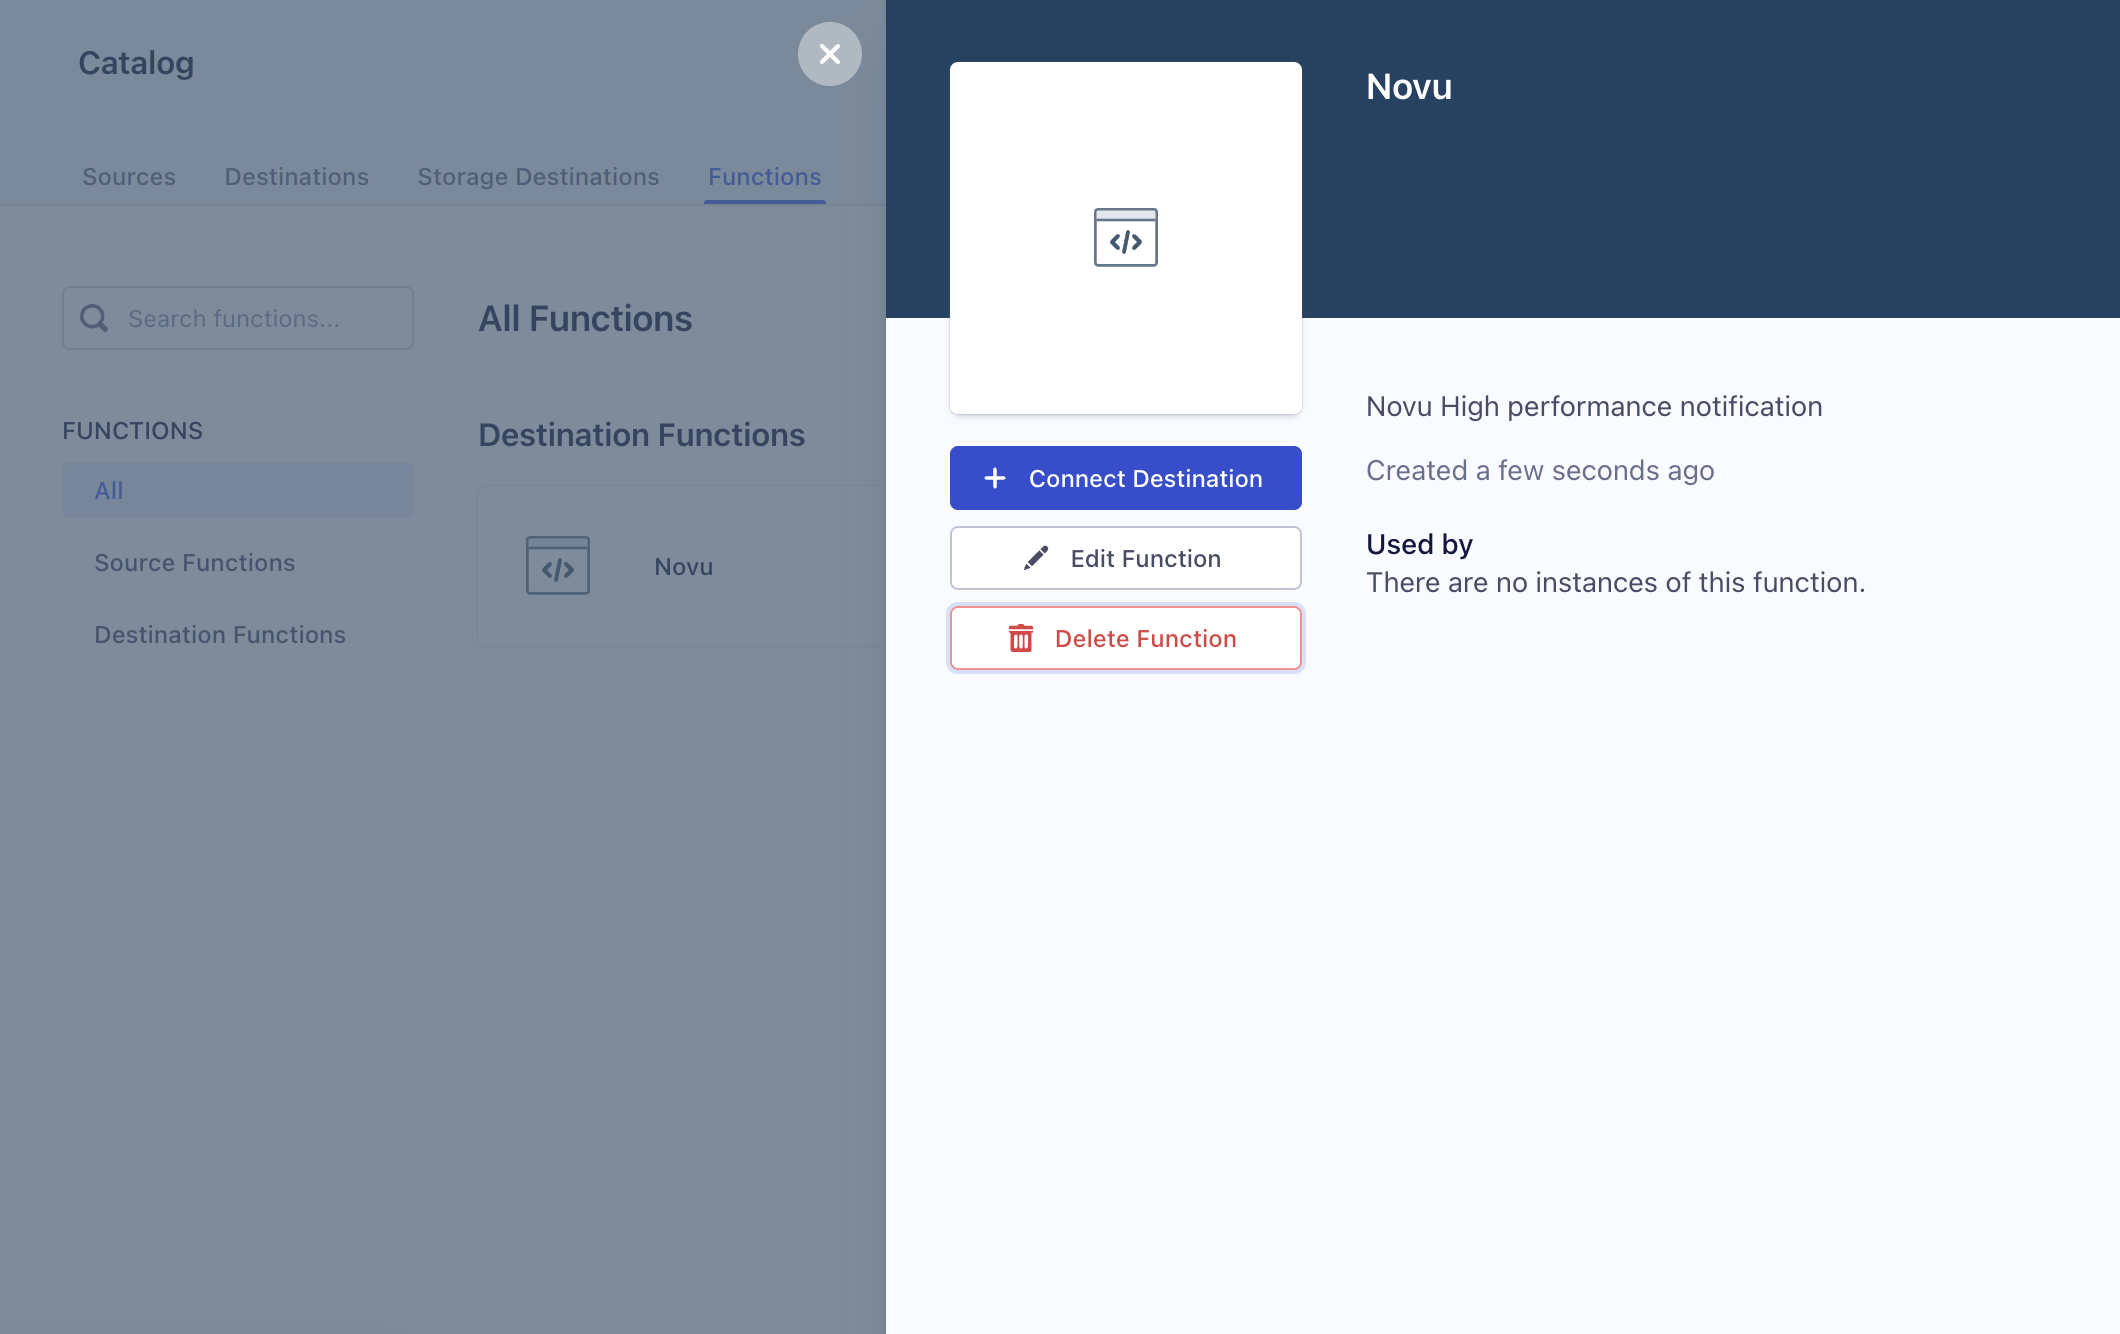 Catalog
Sources
Destinations
Storage Destinations
Functions
Search functions...
FUNCTIONS
All
Source Functions
Destination Functions
All Functions
Destination Functions
</>
Novu
Novu
</>
Connect Destination
Edit Function
Delete Function
Novu High performance notification
Created a few seconds ago
Used by
There are no instances of this function.